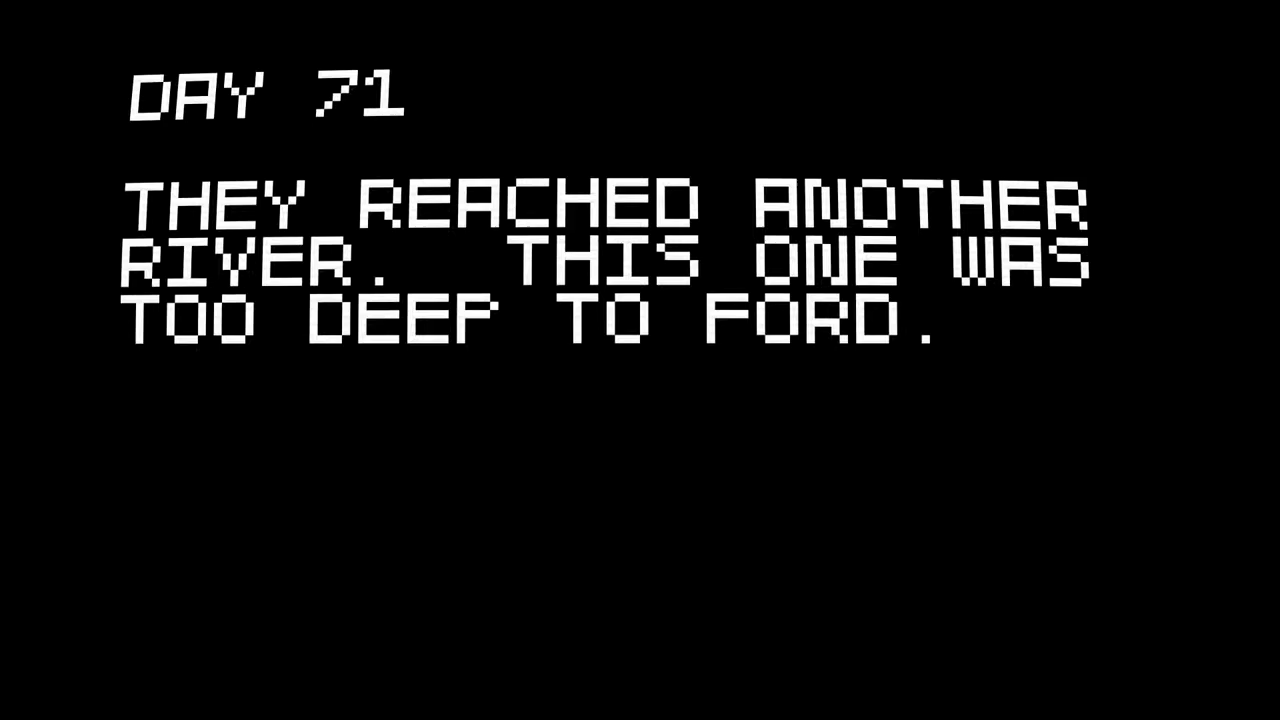 DAY 71
THEY REACHED ANOTHER
RIVER.  THIS ONE WAS
TOO DEEP TO FORD.